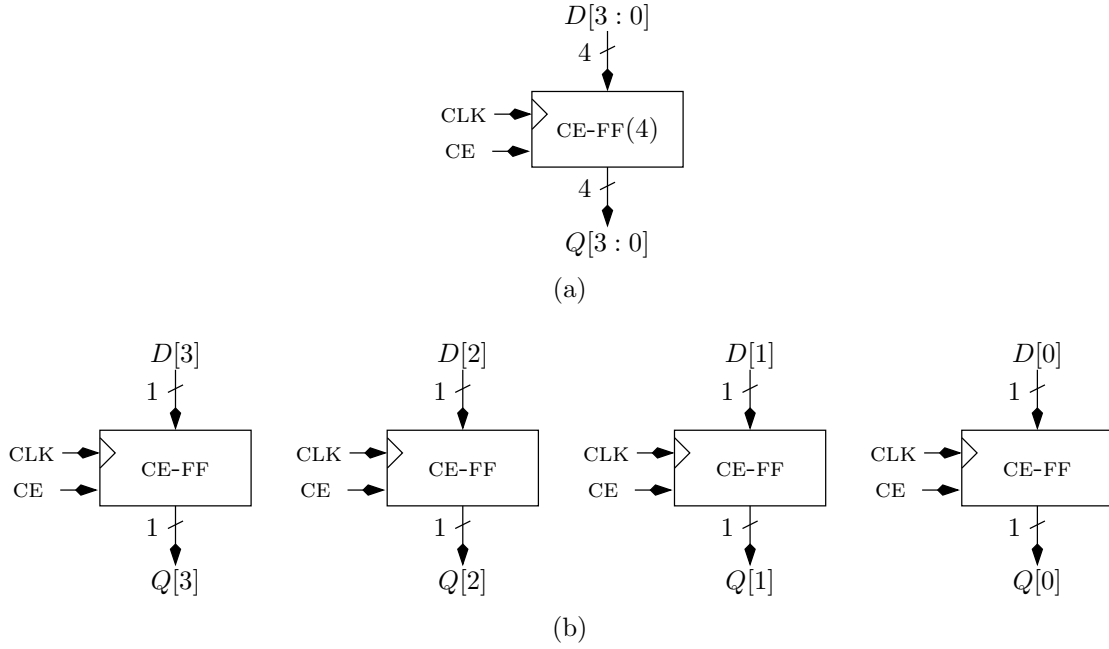 D[3 : 0]
4
CLK
CE-FF(4)
CE
4
Q[3 : 0]
(a)
D[3] D[2] D[1] D[0]
1 1 1 1
CLK CE-FF CLK CE-FF CLK CE-FF CLK CE-FF
CE CE CE CE
1 1 1 1
Q[3] Q[2] Q[1] Q[0]
(b)